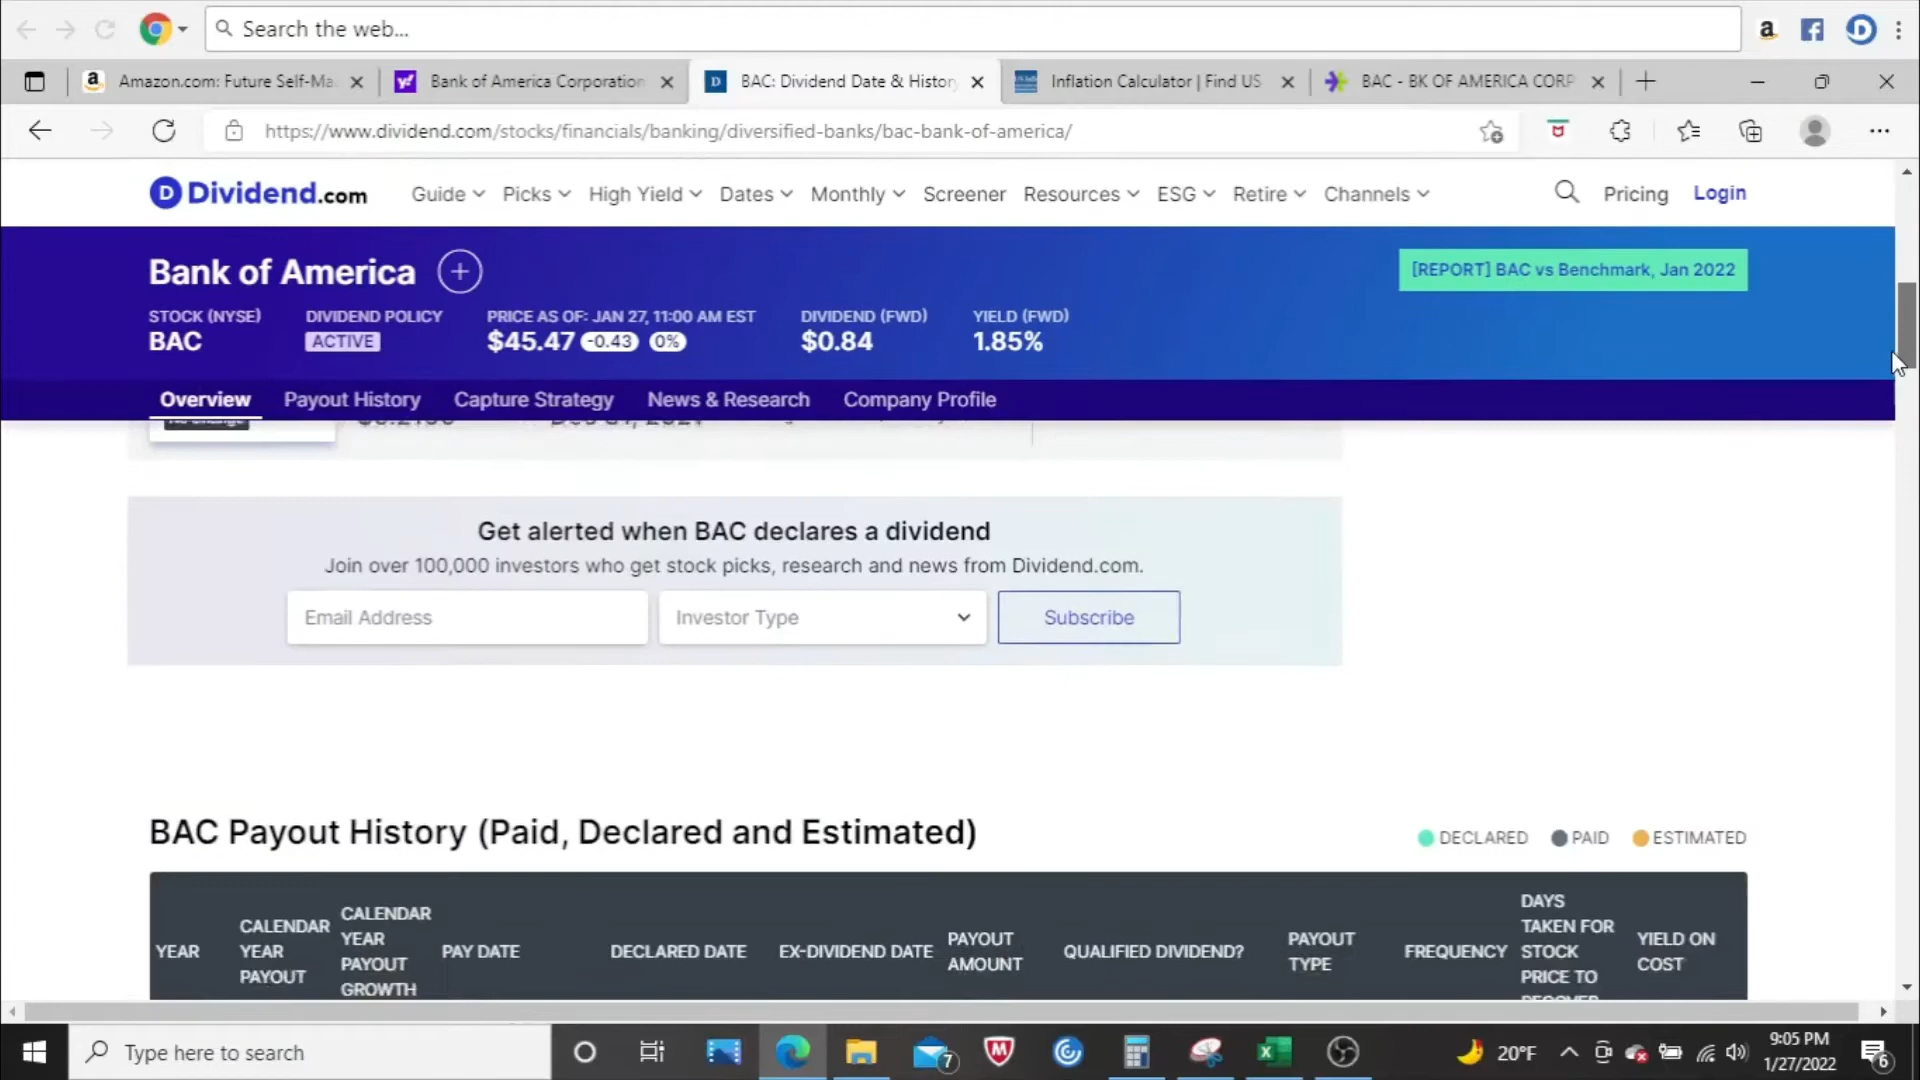 Search the web...
Amazon.com: Future Self-Ma
Bank of America Corporation
BAC: Dividend Date & Histor
Inflation Calculator | Find US
BAC - BK OF AMERICA CORP
https://www.dividend.com/stocks/financials/banking/diversified-banks/bac-bank-of-america/
Dividend.com
Guide Picks High Yield Dates Monthly Screener Resources ESG Retire Channels Pricing Login
Bank of America
[REPORT] BAC vs Benchmark, Jan 2022
STOCK (NYSE) DIVIDEND POLICY PRICE AS OF: JAN 27, 11:00 AM EST DIVIDEND (FWD) YIELD (FWD)
BAC ACTIVE $45.47 -0.43 0% $0.84 1.85%
Overview Payout History Capture Strategy News & Research Company Profile
Get alerted when BAC declares a dividend
Join over 100,000 investors who get stock picks, research and news from Dividend.com.
Email Address Investor Type Subscribe
BAC Payout History (Paid, Declared and Estimated)
DECLARED PAID ESTIMATED
YEAR
CALENDAR
YEAR
PAYOUT
CALENDAR
YEAR
PAYOUT
GROWTH
PAY DATE
DECLARED DATE
EX-DIVIDEND DATE
PAYOUT
AMOUNT
QUALIFIED DIVIDEND?
PAYOUT
TYPE
FREQUENCY
DAYS
TAKEN FOR
STOCK
PRICE TO
YIELD ON
COST
Type here to search
7
20°F
9:05 PM
1/27/2022
6